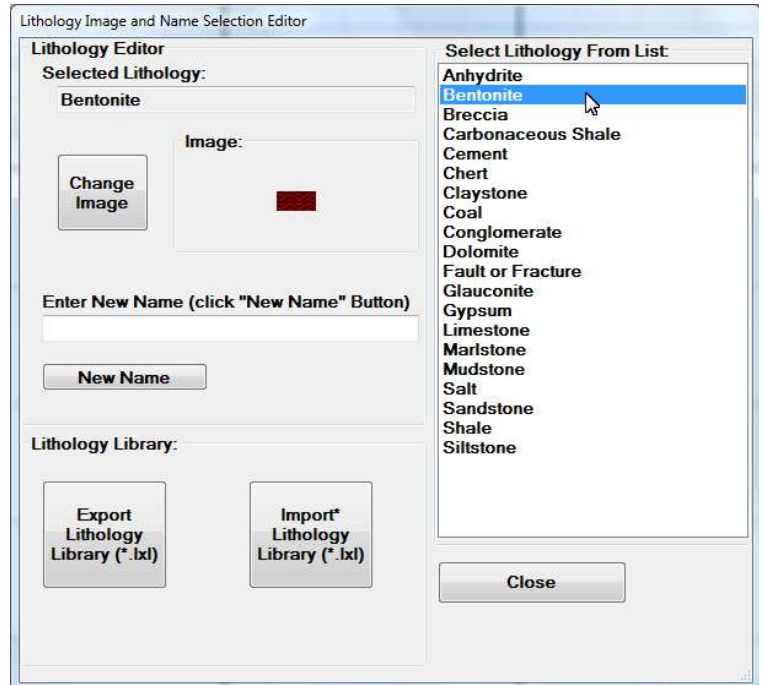 Lithology Image and Name Selection Editor
Lithology Editor
Selected Lithology:
Bentonite
Image:
Change
Image
Enter New Name (click "New Name" Button)
New Name
Lithology Library:
Export
Lithology
Library (*.lxl)
Import*
Lithology
Library (*.lxl)
Select Lithology From List:
Anhydrite
Bentonite
Breccia
Carbonaceous Shale
Cement
Chert
Claystone
Coal
Conglomerate
Dolomite
Fault or Fracture
Glauconite
Gypsum
Limestone
Marlstone
Mudstone
Salt
Sandstone
Shale
Siltstone
Close